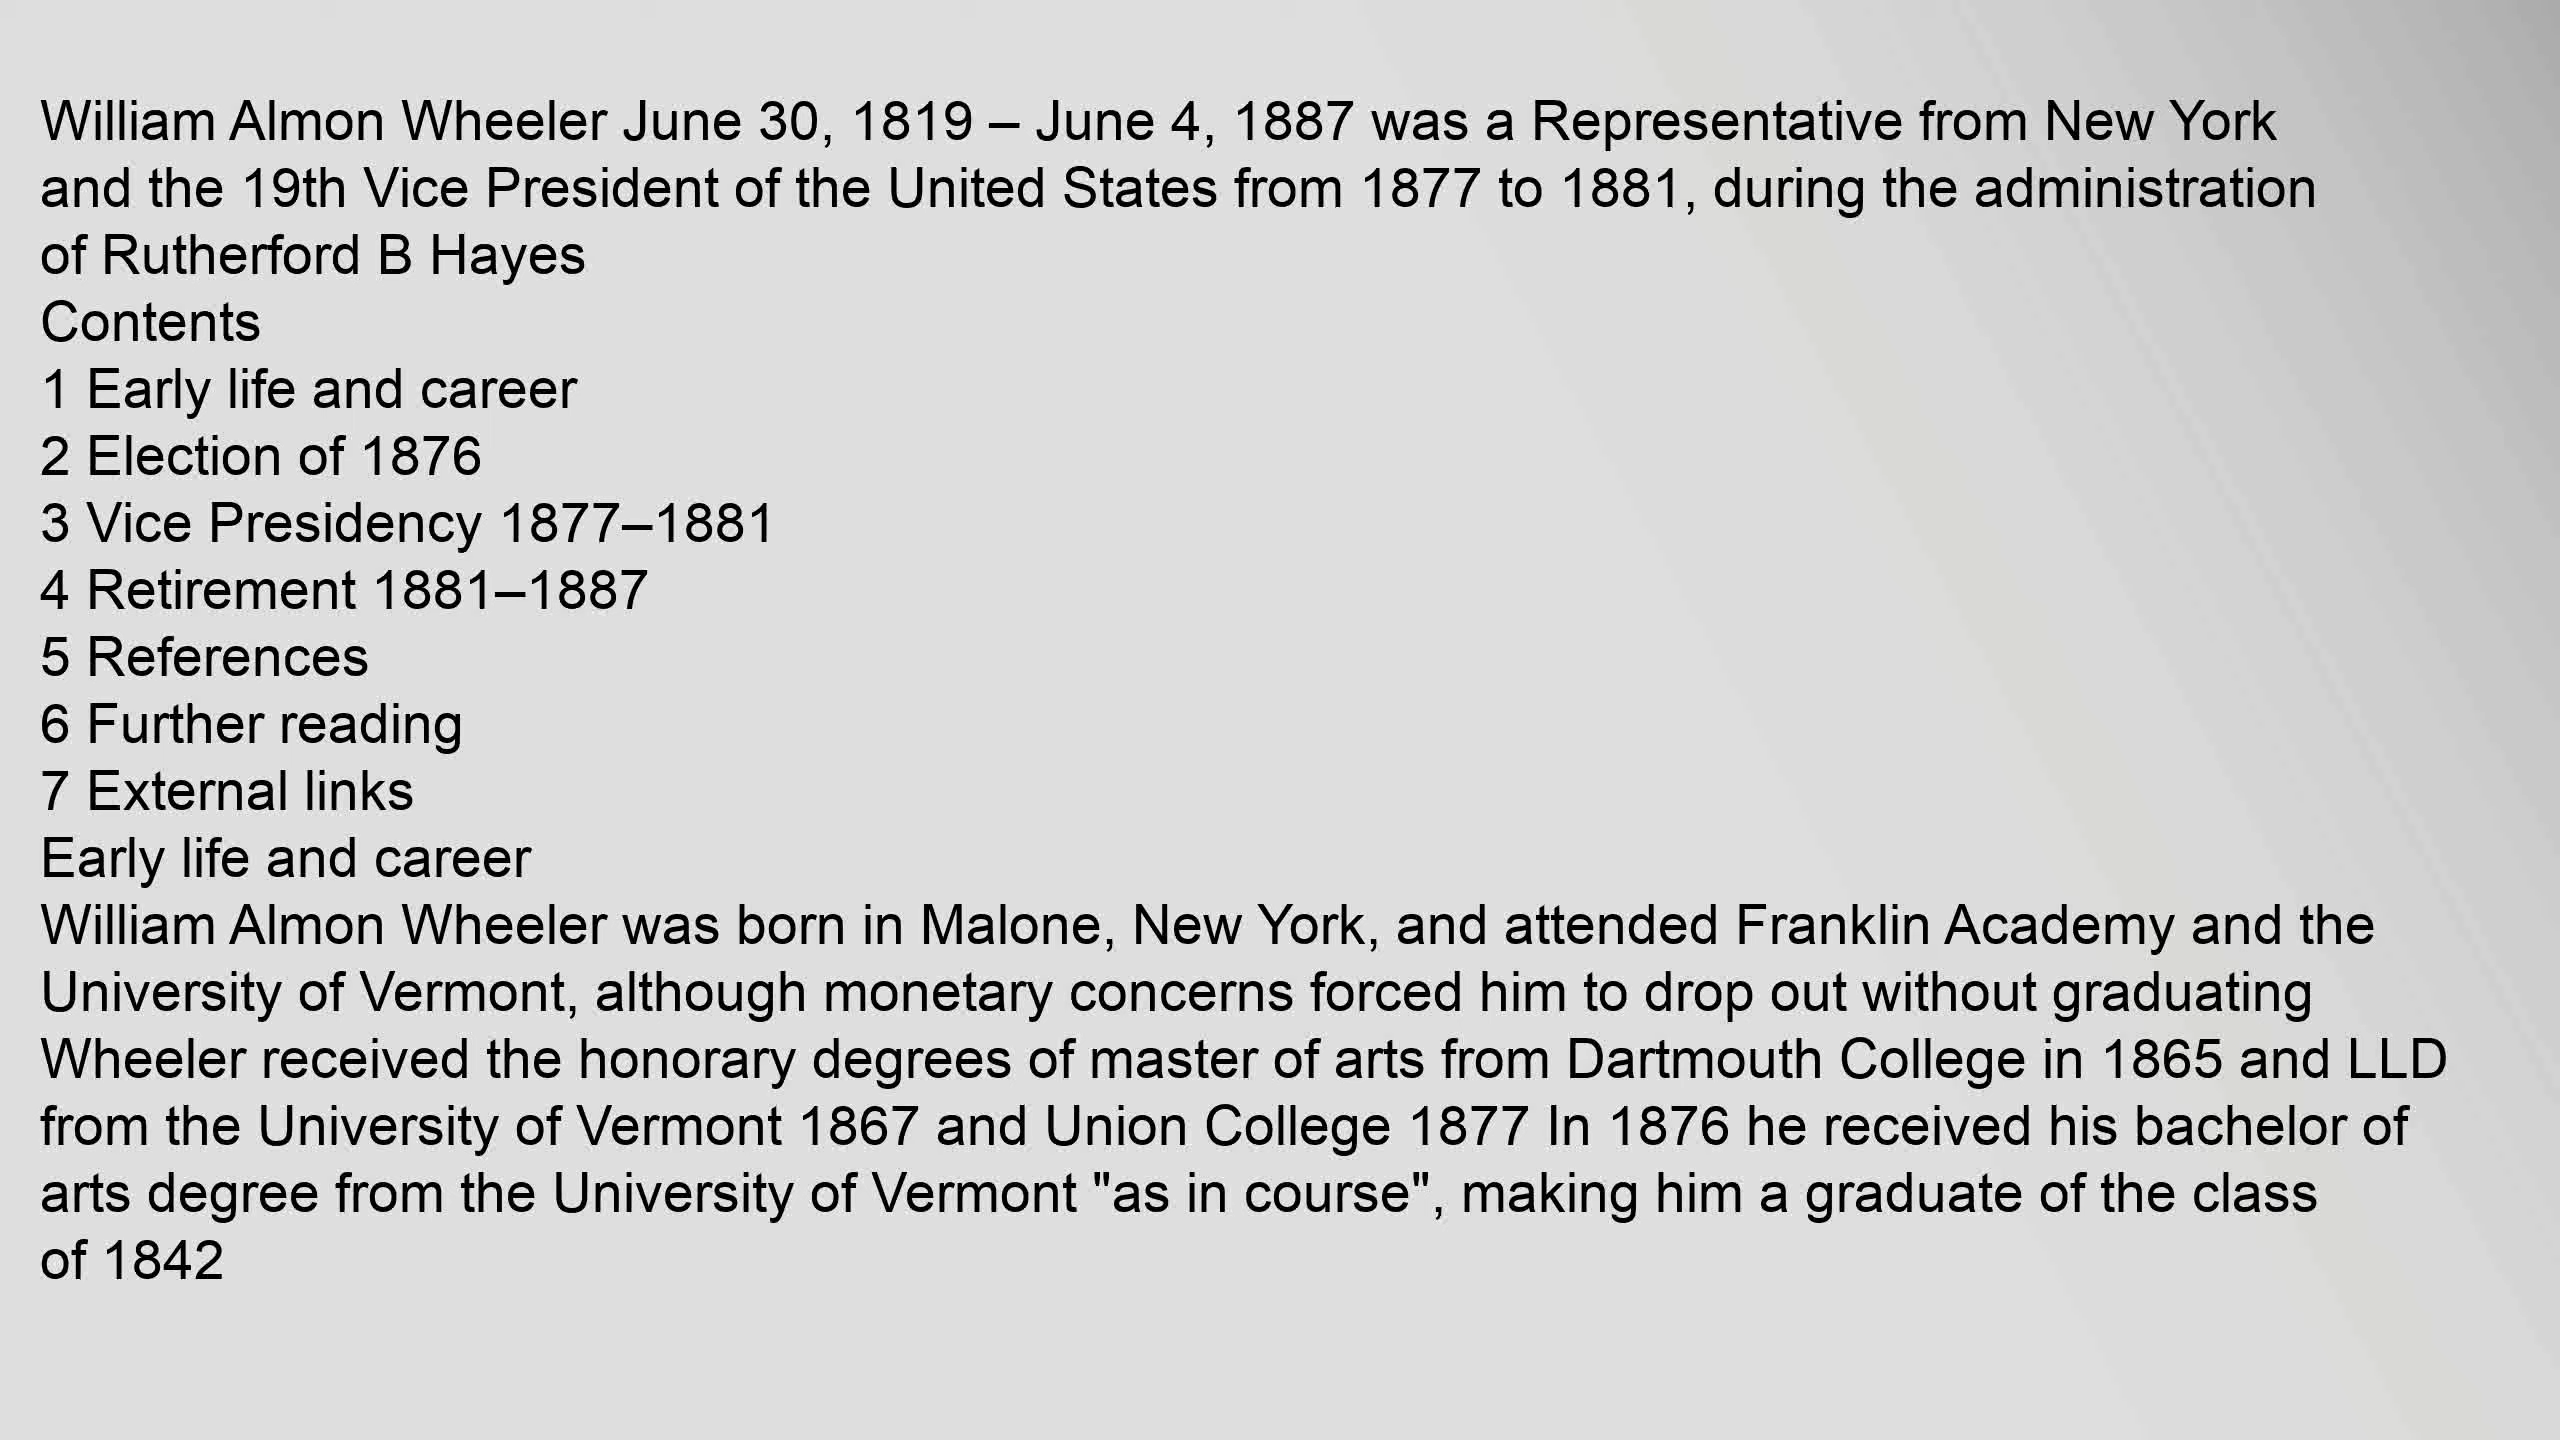 William Almon Wheeler June 30, 1819 – June 4, 1887 was a Representative from New York
and the 19th Vice President of the United States from 1877 to 1881, during the administration
of Rutherford B Hayes
Contents
1 Early life and career
2 Election of 1876
3 Vice Presidency 1877–1881
4 Retirement 1881–1887
5 References
6 Further reading
7 External links
Early life and career
William Almon Wheeler was born in Malone, New York, and attended Franklin Academy and the
University of Vermont, although monetary concerns forced him to drop out without graduating
Wheeler received the honorary degrees of master of arts from Dartmouth College in 1865 and LLD
from the University of Vermont 1867 and Union College 1877 In 1876 he received his bachelor of
arts degree from the University of Vermont "as in course", making him a graduate of the class
of 1842